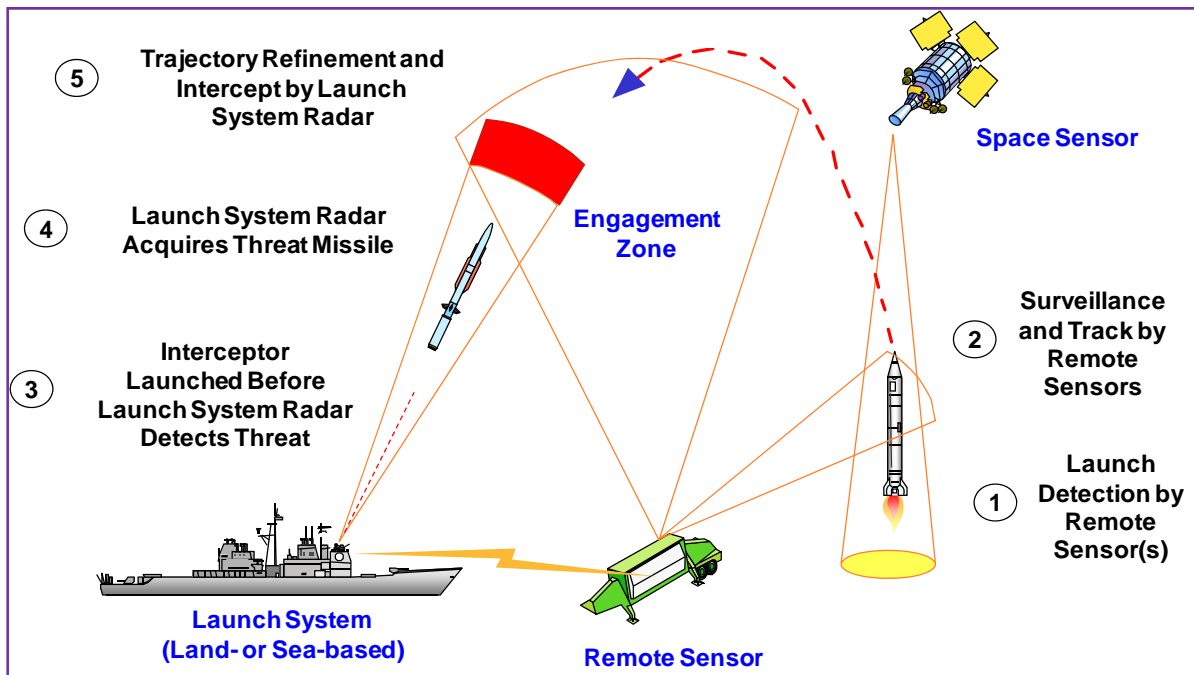 5
Trajectory Refinement and
Intercept by Launch
System Radar
Space Sensor
4
Launch System Radar
Acquires Threat Missile
Engagement
Zone
3
Interceptor
Launched Before
Launch System Radar
Detects Threat
2
Surveillance
and Track by
Remote
Sensors
1
Launch
Detection by
Remote
Sensor(s)
Launch System
(Land- or Sea-based)
Remote Sensor